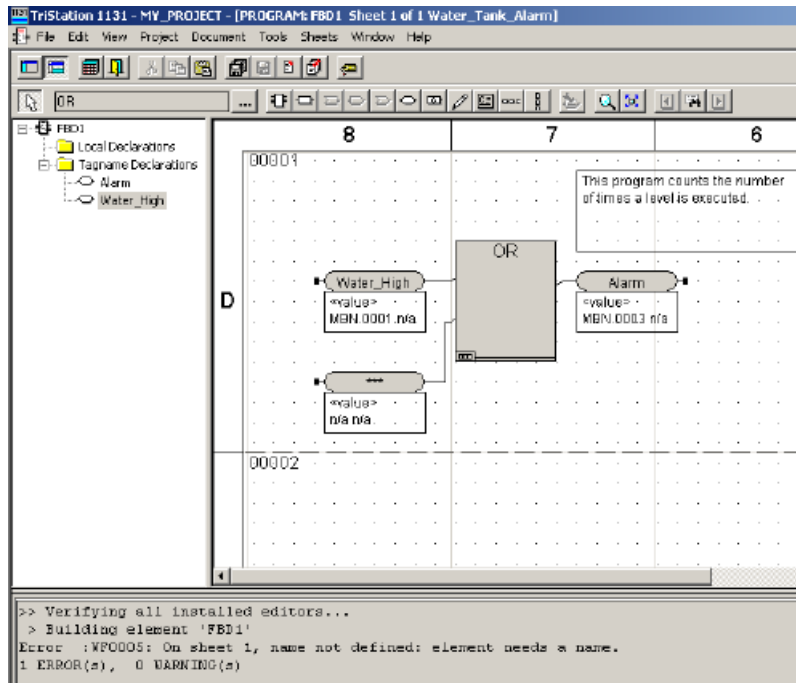 TriStation 1131 - MY_PROJECT - [PROGRAM: FBD1 Sheet 1 of 1 Water_Tank_Alarm]
File Edit View Project Document Tools Sheets Window Help
OR
...
FBD1
Local Declarations
Tagname Declarations
Alarm
Water_High
8 7 6
00001
This program counts the number
of times a level is executed.
OR
Water_High
Alarm
D
<value>
MBN.0001.n/a
<value>
MBN.0003 n/a
***
<value>
n/a n/a
00002
>> Verifying all installed editors...
> Building element 'FBD1'
Error :WF0005: On sheet 1, name not defined: element needs a name.
1 ERROR(s), 0 WARNING(s)